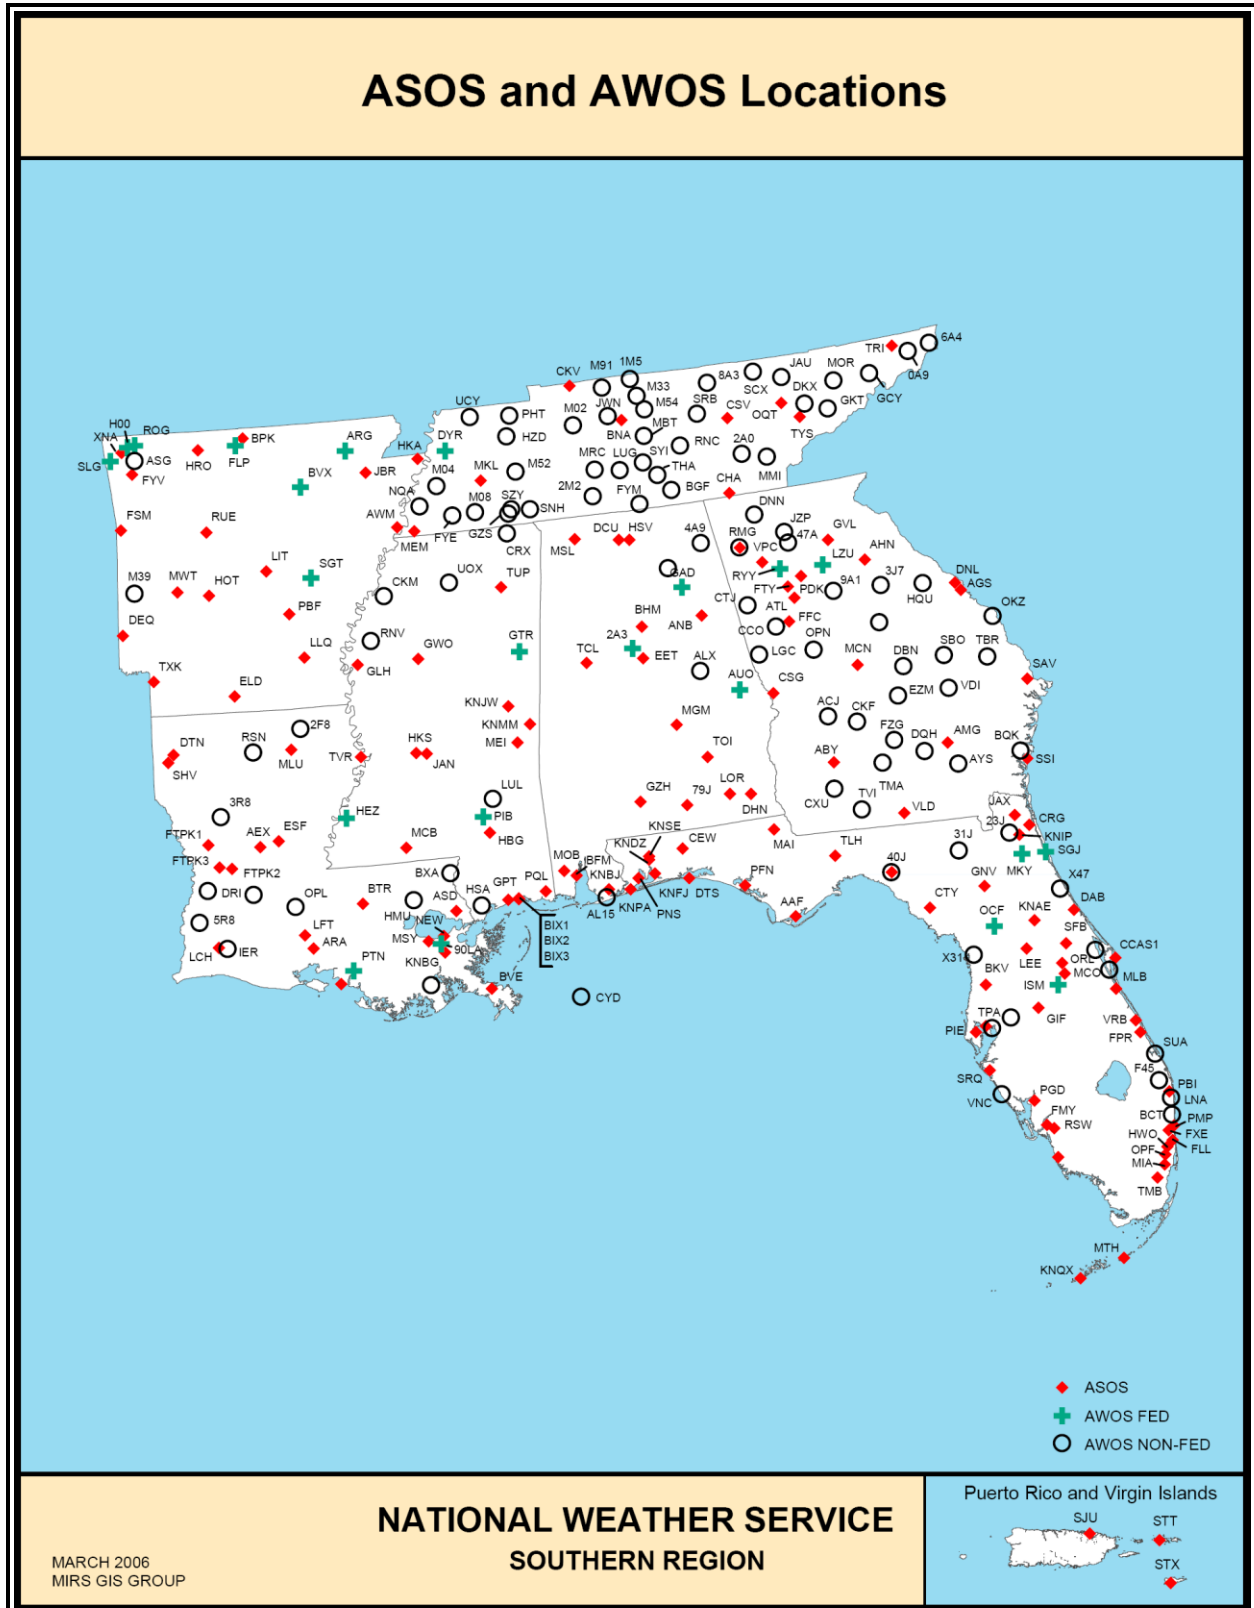 ASOS and AWOS Locations
6A4
TRI
0A9
1M5
M91
CKV
JAU
MOR
8A3
SCX
DKX
GCY
M33
M54
JWN
UCY
PHT
M02
SRB
CSV
OQT
GKT
TYS
H00
ROG
XNA
BPK
ARG
DYR
HZD
BNA
MBT
RNC
2A0
SLG
ASG
HRO
FLP
HKA
MRC
LUG
SYI
THA
MMI
FYV
BVX
JBR
M04
MKL
M52
NQA
2M2
FYM
BGF
CHA
M08
SZY
SNH
DNN
FSM
RUE
AWM
MEM
FYE
GZS
CRX
MSL
DCU
HSV
4A9
RMG
JZP
47A
GVL
VPC
LZU
AHN
LIT
SGT
UOX
TUP
GAD
RYY
M39
MWT
HOT
CKM
FTY
PDK
9A1
3J7
HQU
DNL
AGS
PBF
CTJ
ATL
OKZ
DEQ
BHM
ANB
FFC
RNV
GTR
2A3
CCO
OPN
SBO
TBR
LLQ
GWO
TCL
EET
ALX
LGC
MCN
DBN
GLH
TXK
AUO
CSG
SAV
ELD
EZM
VDI
KNJW
ACJ
CKF
2F8
KNMM
MGM
FZG
AMG
RSN
DQH
BQK
DTN
MLU
TVR
HKS
JAN
MEI
TOI
ABY
AYS
SSI
SHV
TMA
LUL
GZH
79J
LOR
DHN
CXU
TVI
VLD
3R8
HEZ
PIB
JAX
23J
CRG
FTPK1
AEX
ESF
MCB
HBG
KNSE
CEW
MAI
TLH
31J
KNIP
KNDZ
FTPK3
FTPK2
BXA
MOB
BFM
40J
MKY
SGJ
DRI
OPL
BTR
ASD
HSA
GPT
PQL
KNBJ
KNFJ
DTS
PFN
GNV
X47
HMU
NEW
AL15
KNPA
PNS
AAF
CTY
DAB
OCF
KNAE
5R8
LFT
MSY
90LA
BIX1
BIX2
BIX3
SFB
LCH
IER
ARA
CCAS1
LEE
ORL
PTN
KNBG
BKV
MCO
MLB
BVE
ISM
CYD
GIF
TPA
VRB
PIE
FPR
SUA
F45
SRQ
PBI
VNC
PGD
LNA
BCT
PMP
FMY
RSW
HWO
FXE
OPF
FLL
MIA
TMB
MTH
KNQX
ASOS
AWOS FED
AWOS NON-FED
NATIONAL WEATHER SERVICE
SOUTHERN REGION
MARCH 2006
MIRS GIS GROUP
Puerto Rico and Virgin Islands
SJU
STT
STX